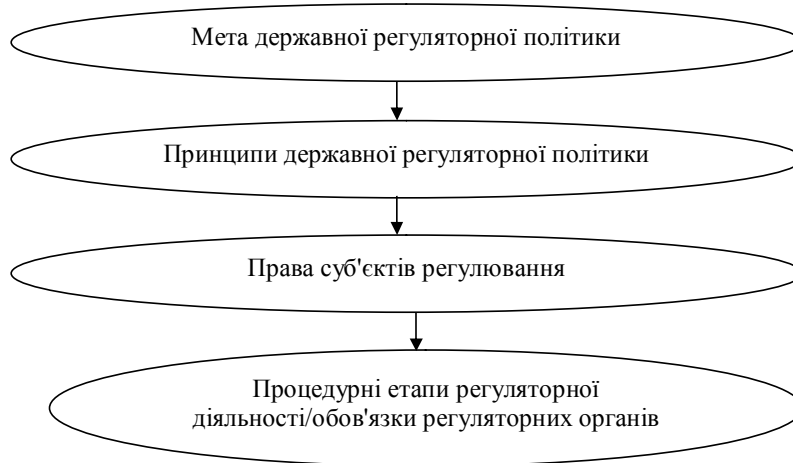 Мета державної регуляторної політики
Принципи державної регуляторної політики
Права суб'єктів регулювання
Процедурні етапи регуляторної
діяльності/обов'язки регуляторних органів